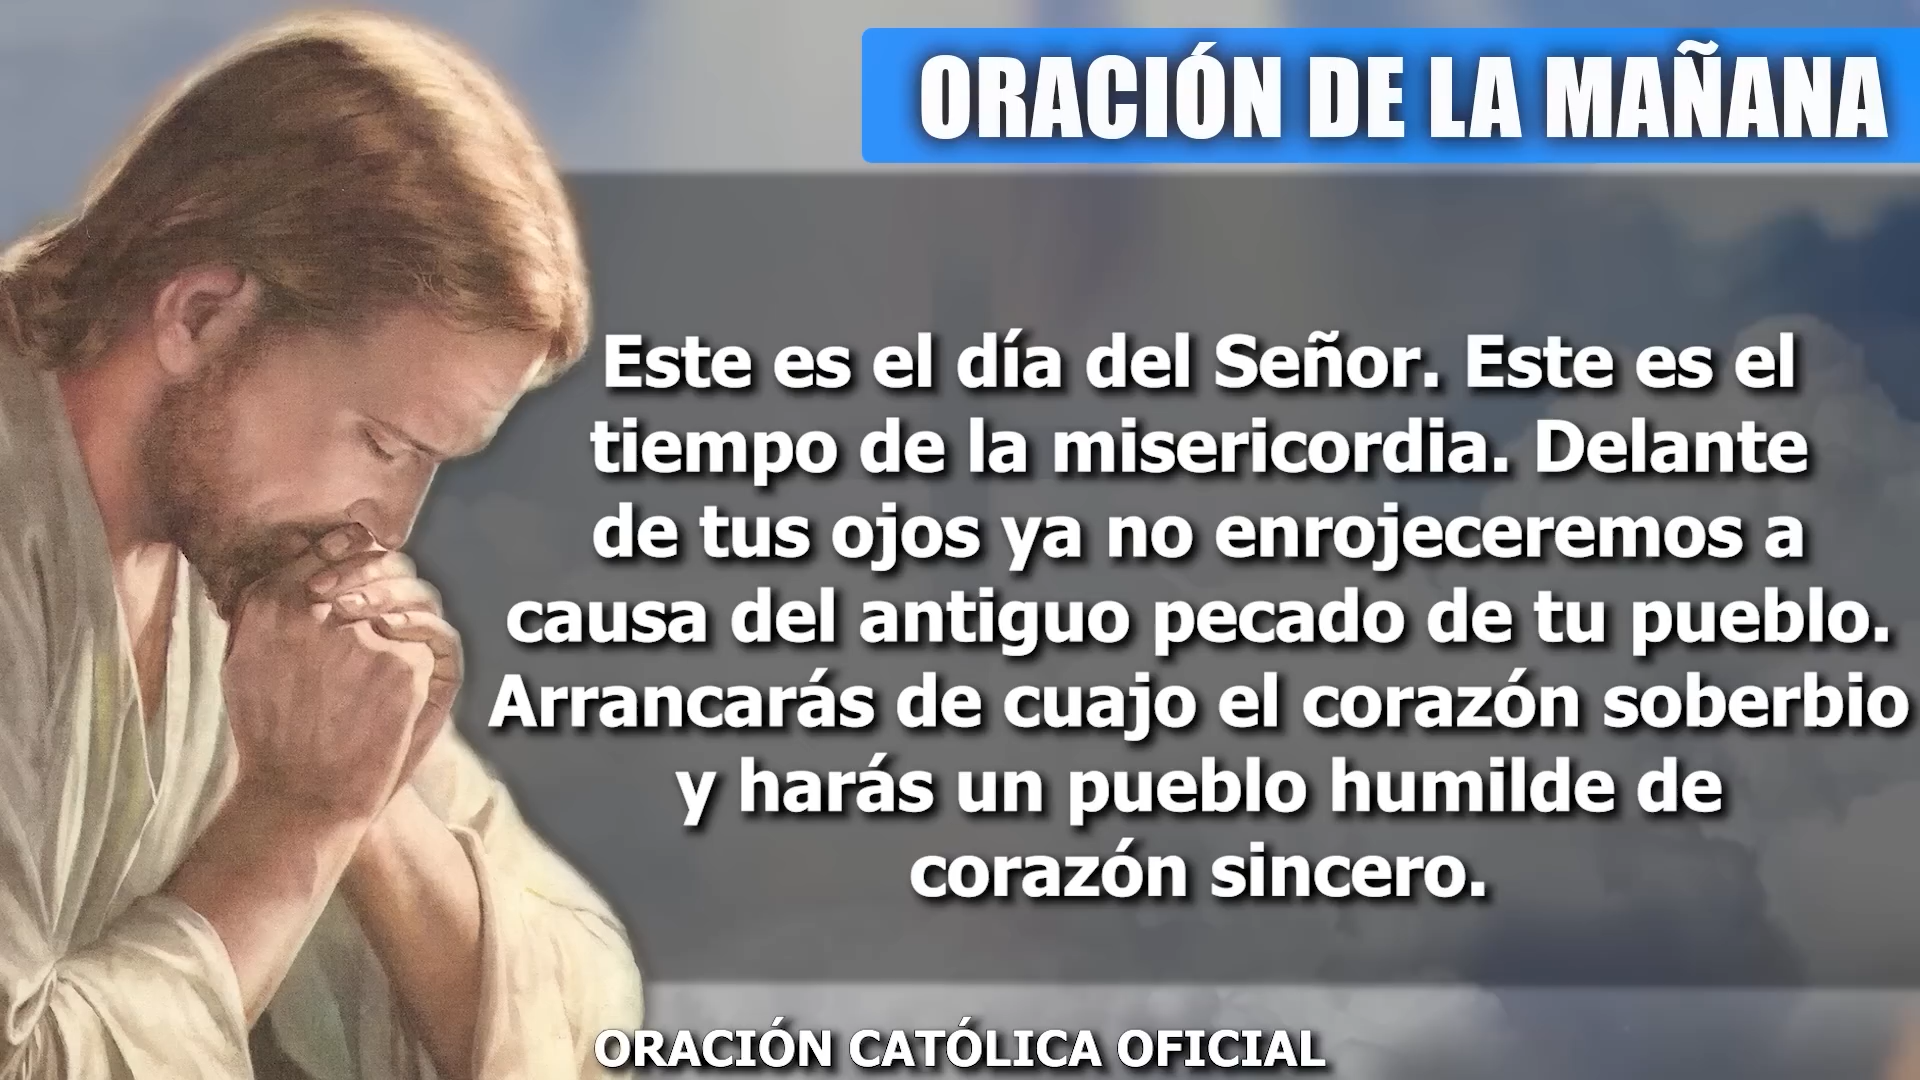 ORACIÓN DE LA MAÑANA
Este es el día del Señor. Este es el
tiempo de la misericordia. Delante
de tus ojos ya no enrojeceremos a
causa del antiguo pecado de tu pueblo.
Arrancarás de cuajo el corazón soberbio
y harás un pueblo humilde de
corazón sincero.
ORACIÓN CATÓLICA OFICIAL